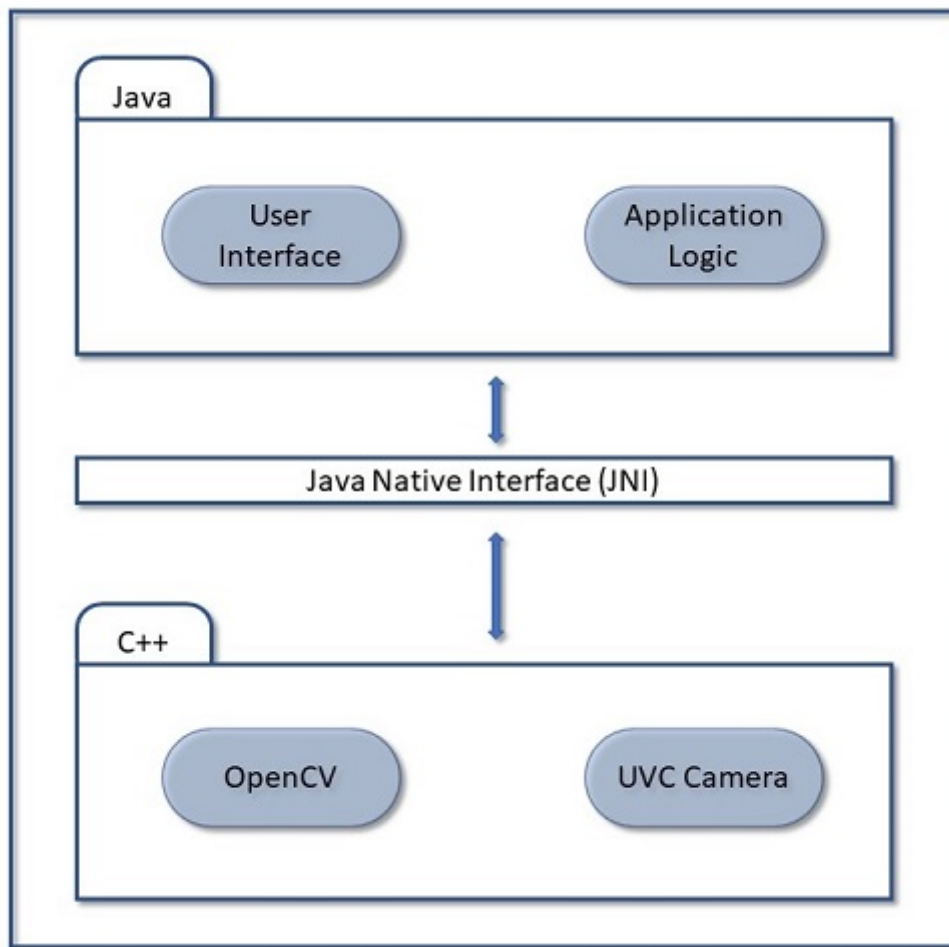 Java
User
Interface
Application
Logic
Java Native Interface (JNI)
C++
OpenCV
UVC Camera